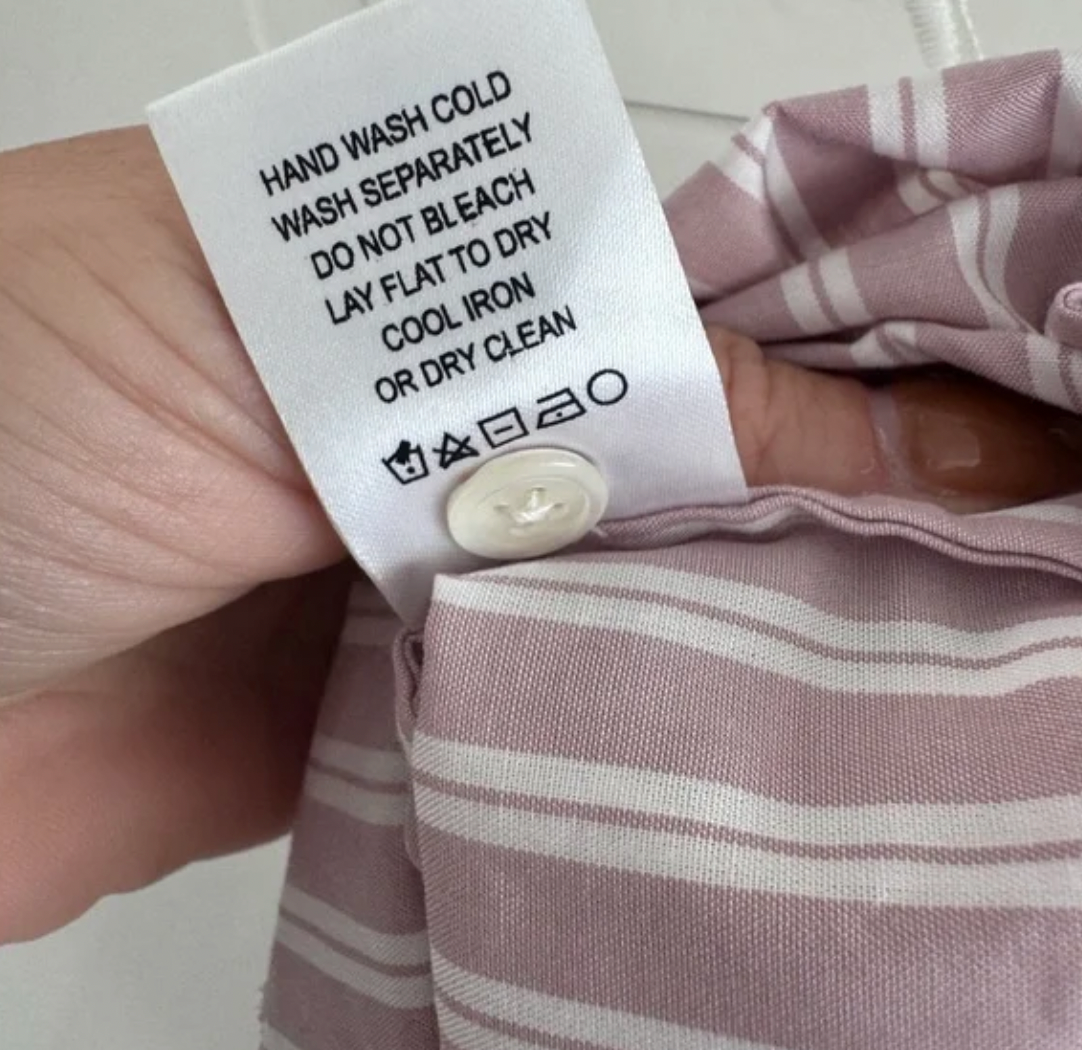 HAND WASH COLD
WASH SEPARATELY
DO NOT BLEACH
LAY FLAT TO DRY
COOL IRON
OR DRY CLEAN